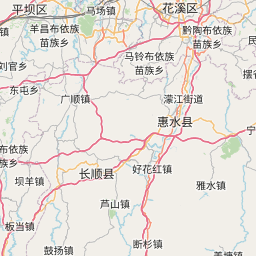 平坝区
马场镇
花溪区
羊昌布依族
苗族乡
黔陶布依族
苗族乡
马铃布依族
苗族乡
刘官乡
东屯乡
广顺镇
濛江街道
惠水县
布依族
乡
坝羊镇
长顺县
好花红镇
雅水镇
芦山镇
板当镇
鼓扬镇
断杉镇